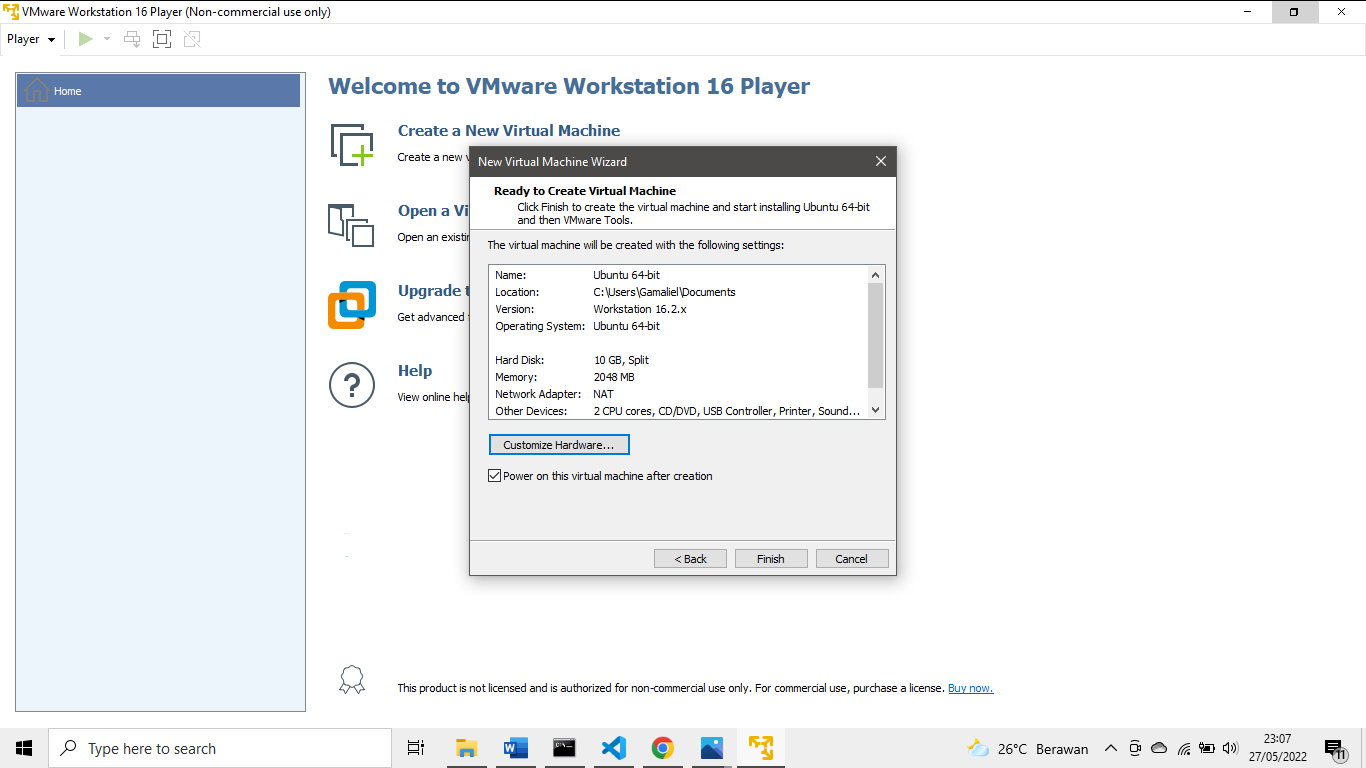 VMware Workstation 16 Player (Non-commercial use only)
Player
Home
Welcome to VMware Workstation 16 Player
Create a New Virtual Machine
Create a new v
Open a Vi
Open an existin
Upgrade t
Get advanced f
Help
View online help
New Virtual Machine Wizard
Ready to Create Virtual Machine
Click Finish to create the virtual machine and start installing Ubuntu 64-bit
and then VMware Tools.
The virtual machine will be created with the following settings:
Name: Ubuntu 64-bit
Location: C:\Users\Gamaliel\Documents
Version: Workstation 16.2.x
Operating System: Ubuntu 64-bit
Hard Disk: 10 GB, Split
Memory: 2048 MB
Network Adapter: NAT
Other Devices: 2 CPU cores, CD/DVD, USB Controller, Printer, Sound...
Customize Hardware...
Power on this virtual machine after creation
< Back Finish Cancel
This product is not licensed and is authorized for non-commercial use only. For commercial use, purchase a license. Buy now.
Type here to search
26°C Berawan
23:07
27/05/2022
11